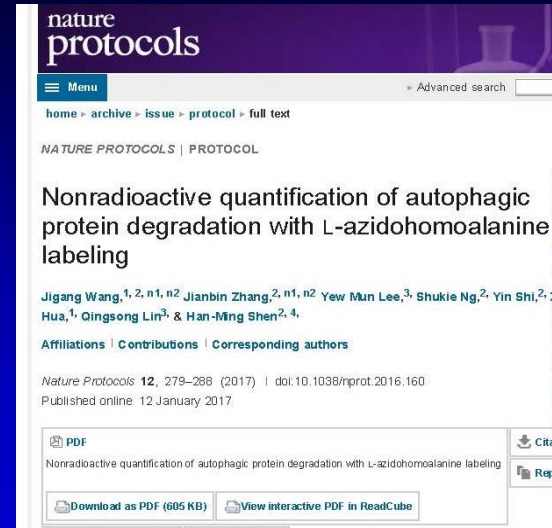 nature
protocols
Menu
Advanced search
home ▸ archive ▸ issue ▸ protocol ▸ full text
NATURE PROTOCOLS | PROTOCOL
Nonradioactive quantification of autophagic
protein degradation with L-azidohomoalanine
labeling
Jigang Wang,1, 2, n1, n2 Jianbin Zhang,2, n1, n2 Yew Mun Lee,3, Shukie Ng,2, Yin Shi,2,
Hua,1, Qingsong Lin3, & Han-Ming Shen2, 4,
Affiliations | Contributions | Corresponding authors
Nature Protocols 12, 279–288 (2017) | doi:10.1038/nprot.2016.160
Published online 12 January 2017
PDF
Nonradioactive quantification of autophagic protein degradation with L-azidohomoalanine labeling
Download as PDF (605 KB)
View interactive PDF in ReadCube